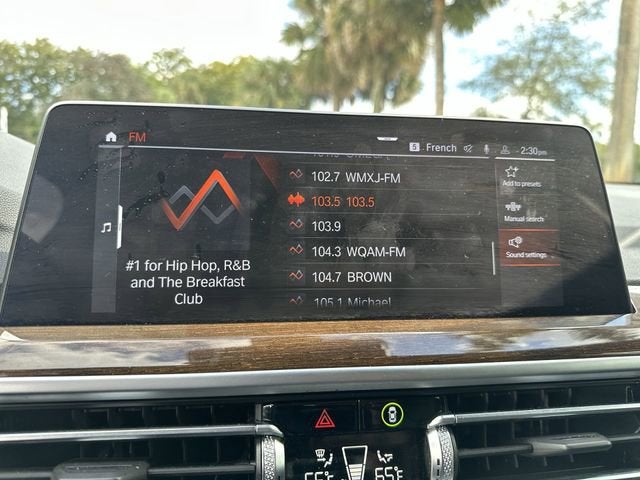 FM
5 French
2:30pm
102.7 WMXJ-FM
103.5 103.5
103.9
104.3 WQAM-FM
104.7 BROWN
105.1 Michael
#1 for Hip Hop, R&B
and The Breakfast
Club
Add to presets
Manual search
Sound settings
65°F
65°F